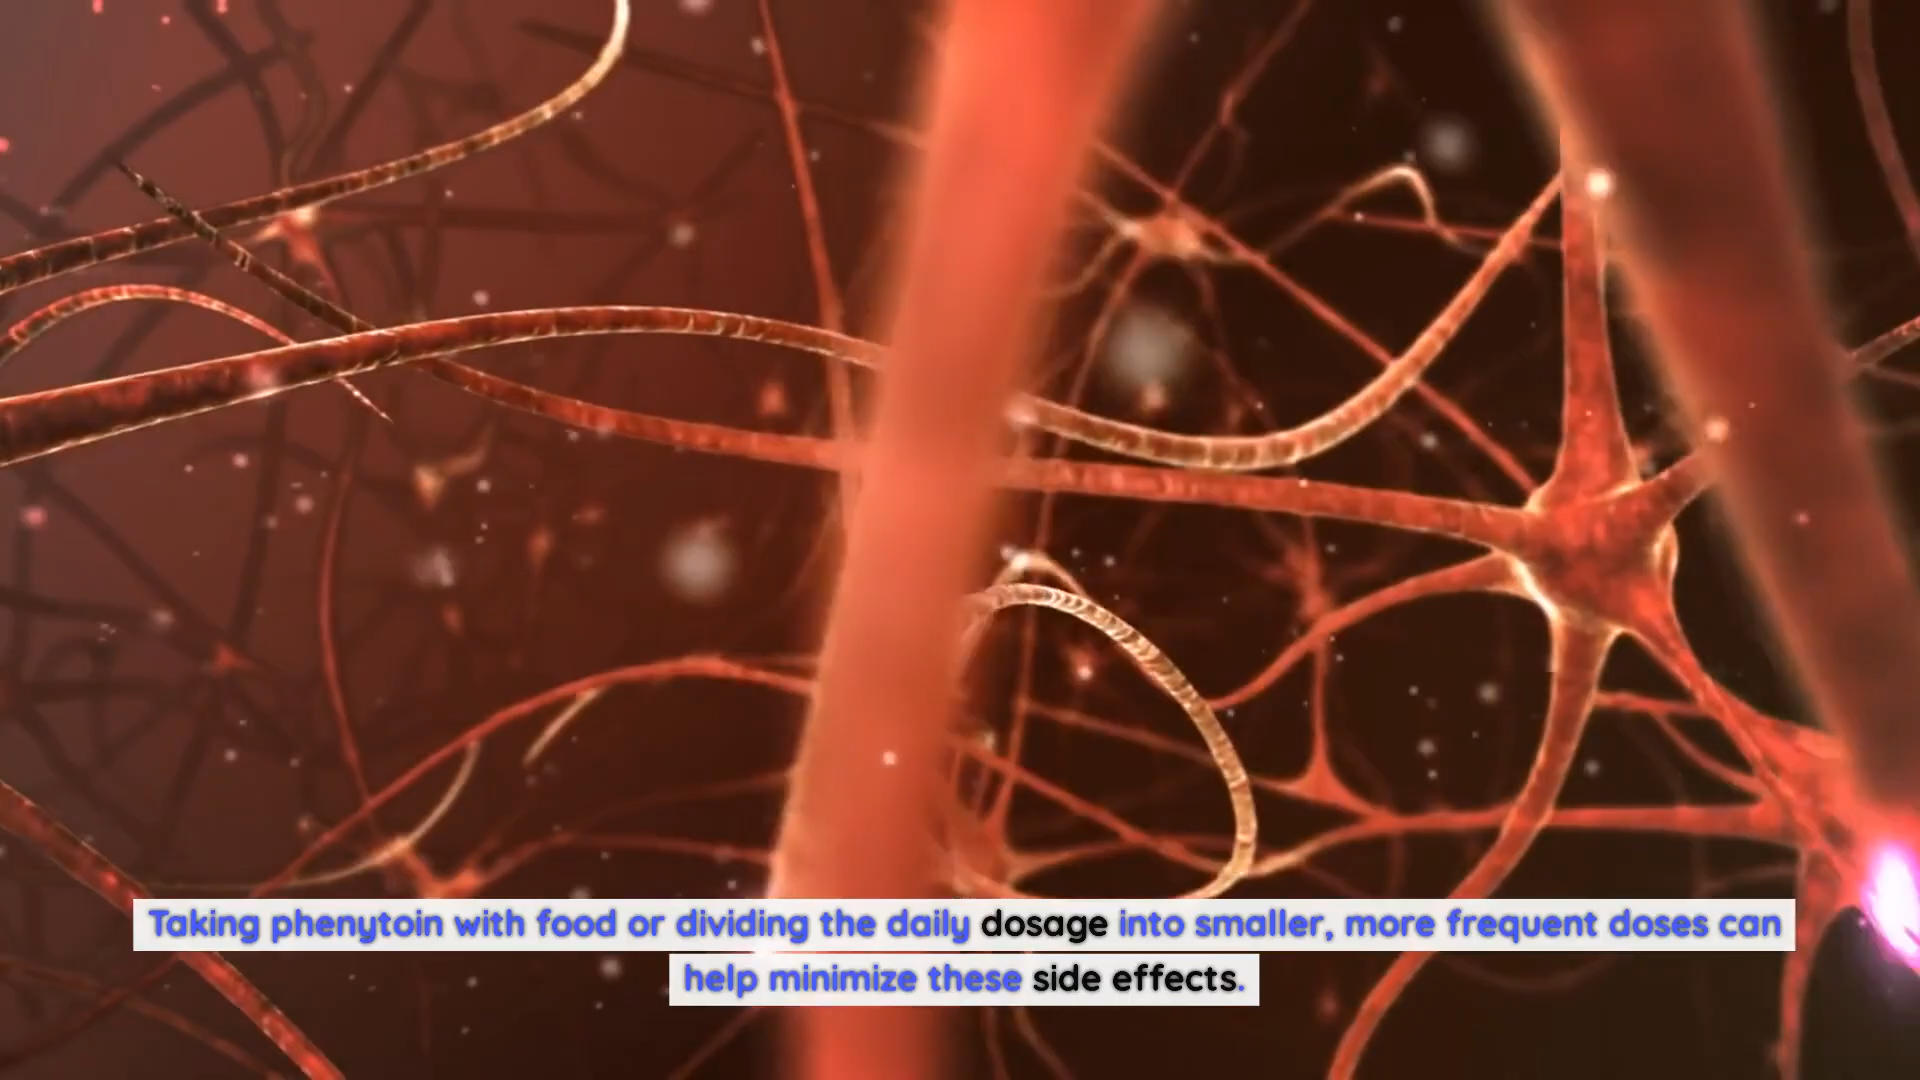 Taking phenytoin with food or dividing the daily dosage into smaller, more frequent doses can
help minimize these side effects.